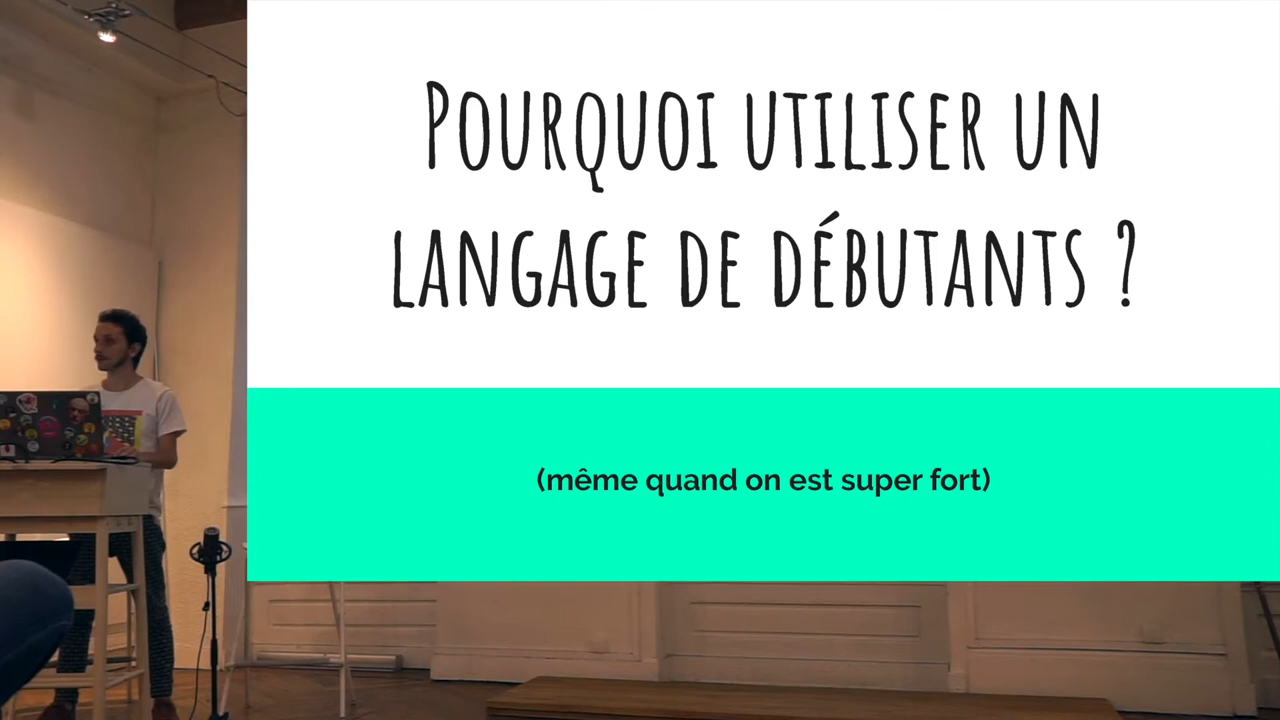 Pourquoi utiliser un
langage de débutants ?
(même quand on est super fort)